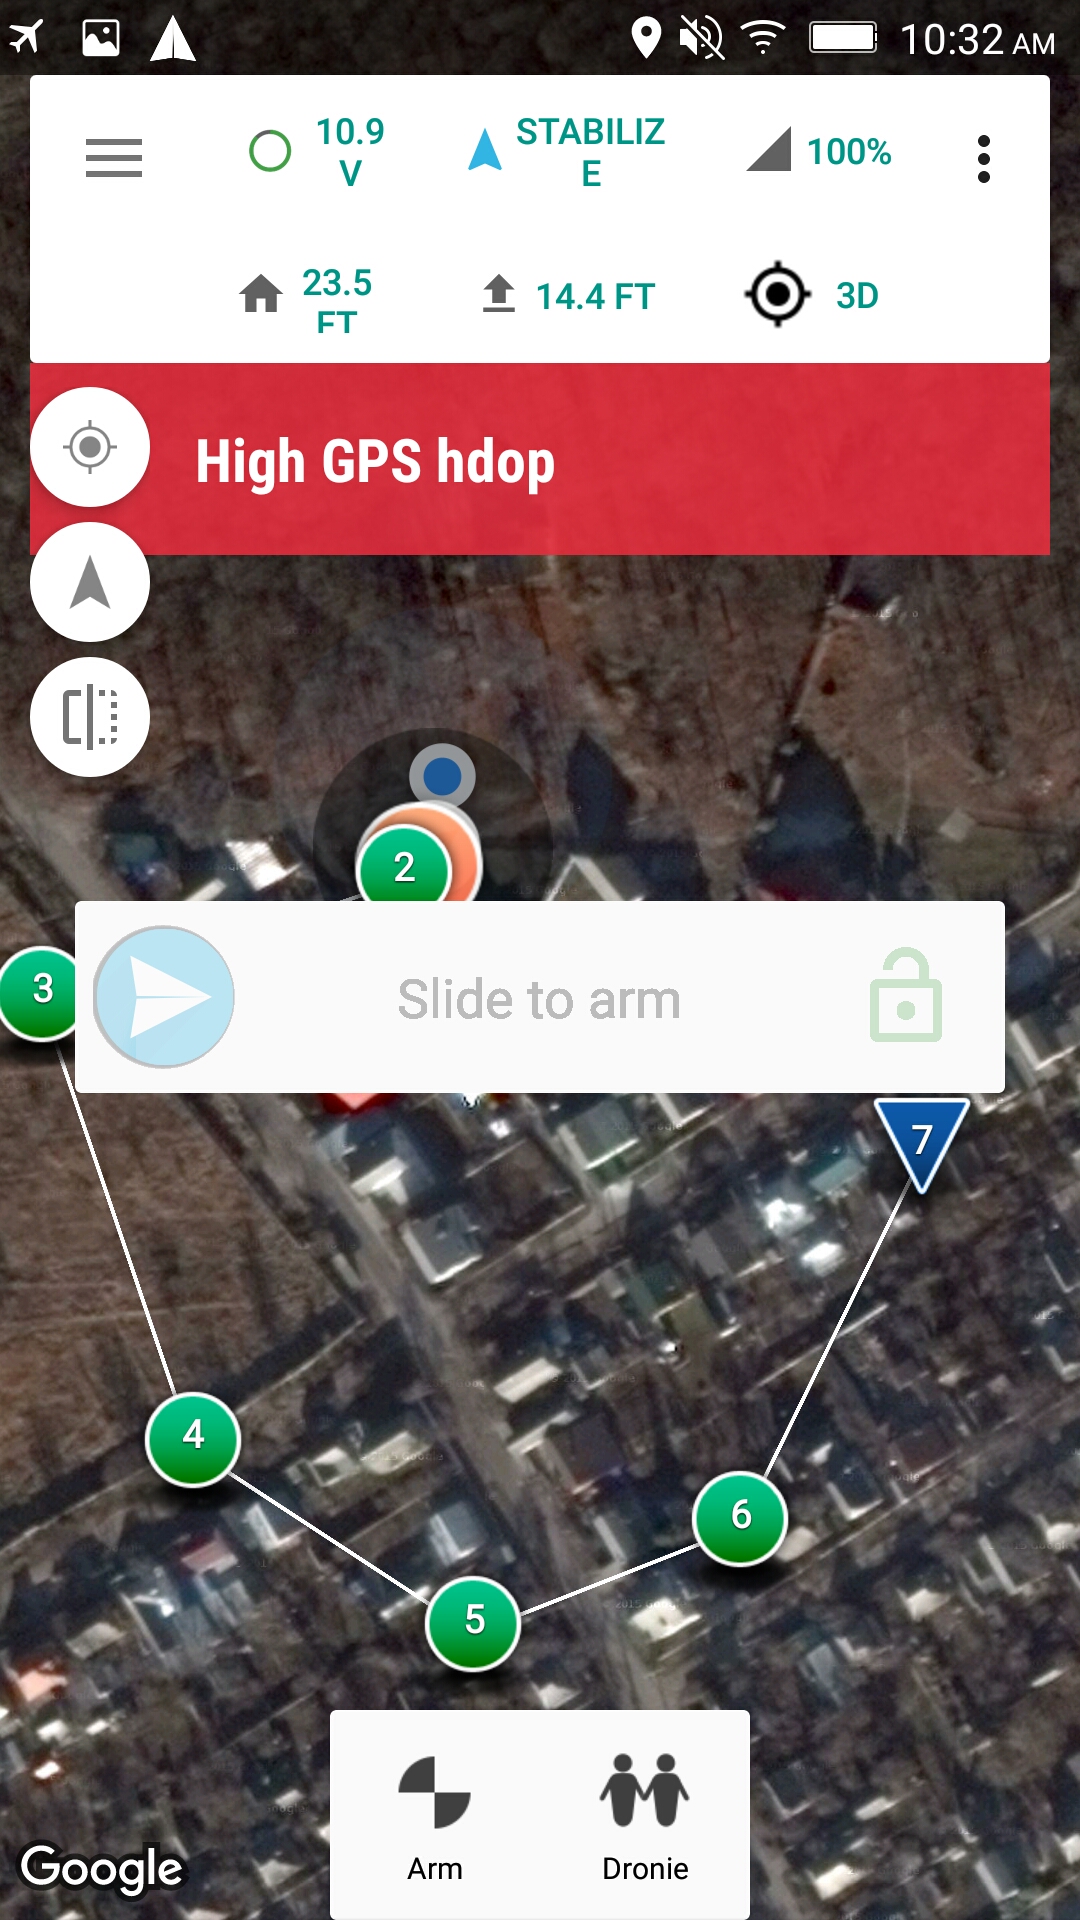 10:32 AM
10.9
V
STABILIZ
E
100%
23.5
FT
14.4 FT
3D
High GPS hdop
2
3
Slide to arm
7
4
6
5
Arm
Dronie
Google